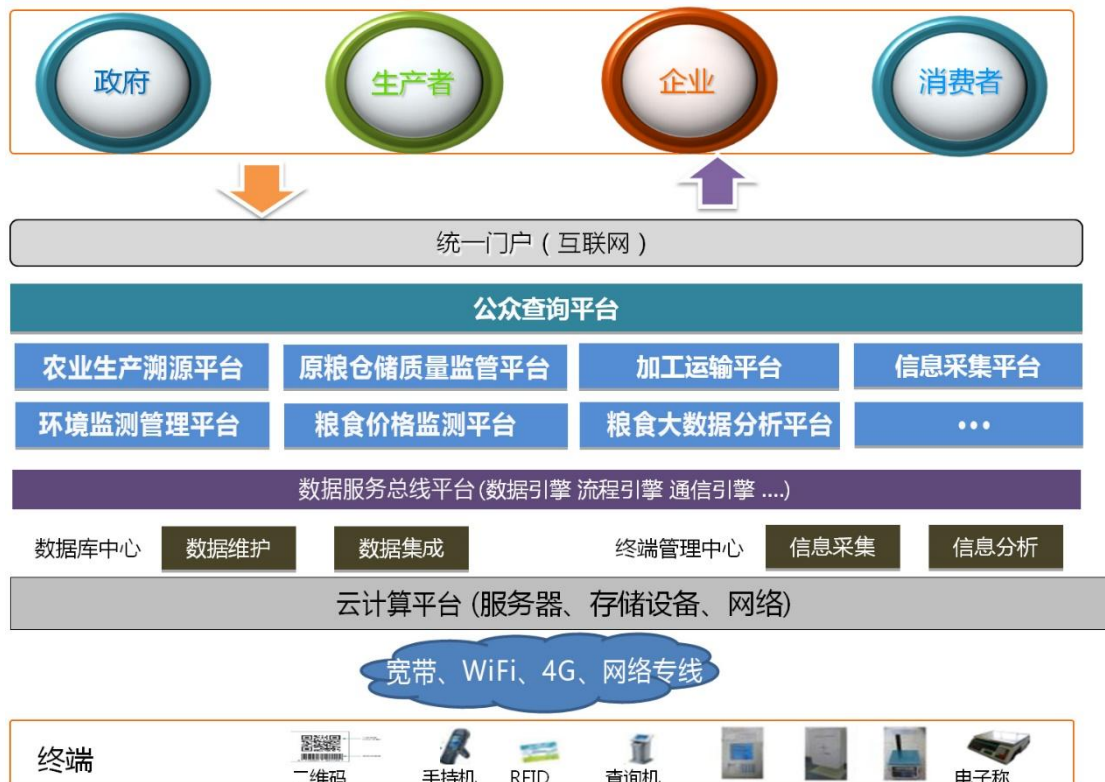 政府 生产者 企业 消费者
统一门户（互联网）
公众查询平台
农业生产溯源平台 原粮仓储质量监管平台 加工运输平台 信息采集平台
环境监测管理平台 粮食价格监测平台 粮食大数据分析平台 •••
数据服务总线平台(数据引擎 流程引擎 通信引擎 ....)
数据库中心 数据维护 数据集成 终端管理中心 信息采集 信息分析
云计算平台 (服务器、存储设备、网络)
宽带、WiFi、4G、网络专线
终端 二维码 手持机 RFID 查询机 电子称